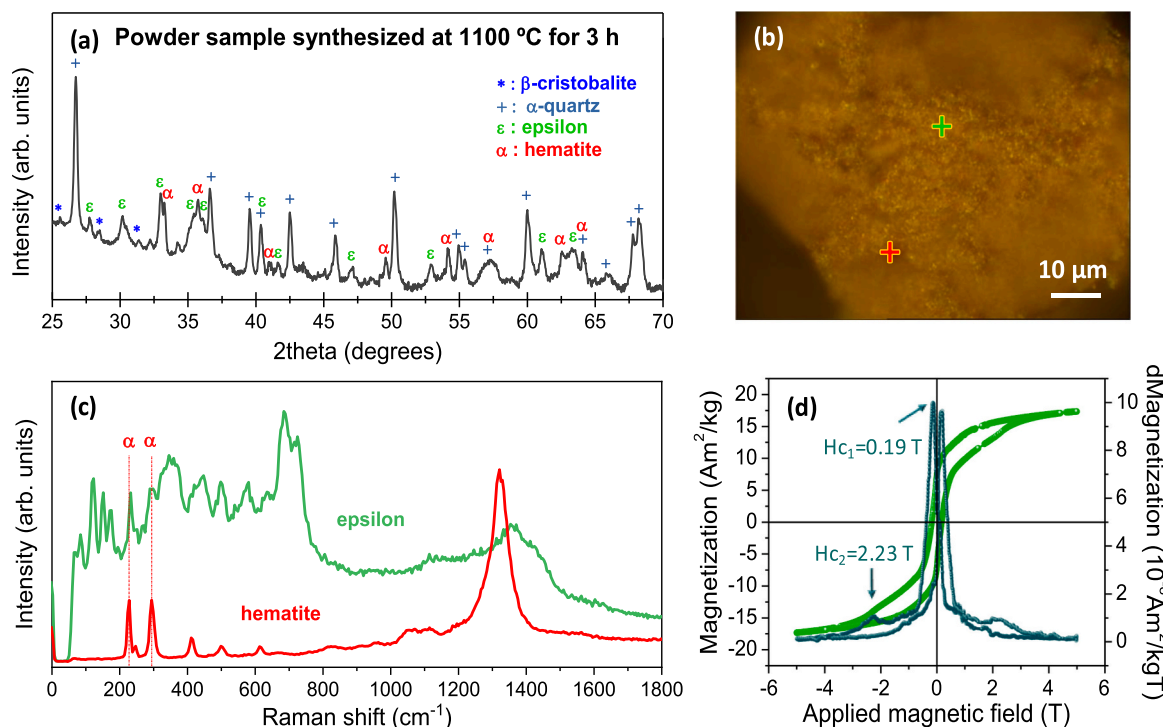 (a) Powder sample synthesized at 1100 ºC for 3 h
Intensity (arb. units)
* : β-cristobalite
+ : α-quartz
ε : epsilon
α : hematite
* + ε * ε * ε α ε α ε + + ε + α ε + + ε α + ε α + + + α + ε α ε α + + + +
25 30 35 40 45 50 55 60 65 70
2theta (degrees)
(b)
10 µm
(c)
Intensity (arb. units)
α α
epsilon
hematite
0 200 400 600 800 1000 1200 1400 1600 1800
Raman shift (cm-1)
(d)
Magnetization (Am2/kg)
20
15
10
5
0
-5
-10
-15
-20
Hc1=0.19 T
Hc2=2.23 T
10
8
6
4
2
0
-6 -4 -2 0 2 4 6
Applied magnetic field (T)